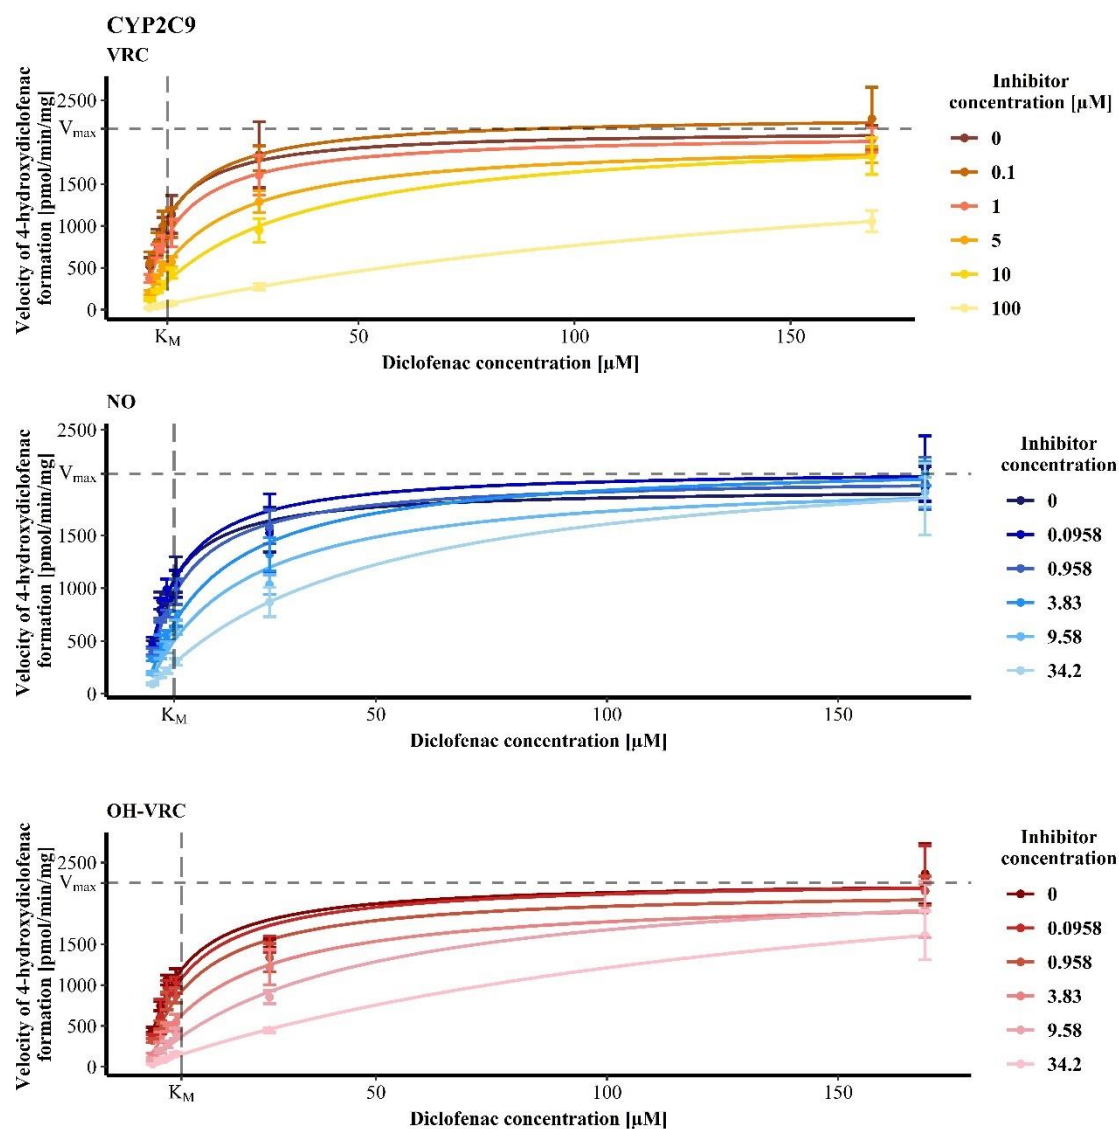 CYP2C9
VRC
Velocity of 4-hydroxydiclofenac
formation [pmol/min/mg]
2500
Vmax
1500
1000
500
0
KM
50
100
150
Diclofenac concentration [µM]
Inhibitor
concentration [µM]
0
0.1
1
5
10
100
NO
Velocity of 4-hydroxydiclofenac
formation [pmol/min/mg]
2500
Vmax
1500
1000
500
0
KM
50
100
150
Diclofenac concentration [µM]
Inhibitor
concentration
0
0.0958
0.958
3.83
9.58
34.2
OH-VRC
Velocity of 4-hydroxydiclofenac
formation [pmol/min/mg]
2500
Vmax
1500
1000
500
0
KM
50
100
150
Diclofenac concentration [µM]
Inhibitor
concentration
0
0.0958
0.958
3.83
9.58
34.2